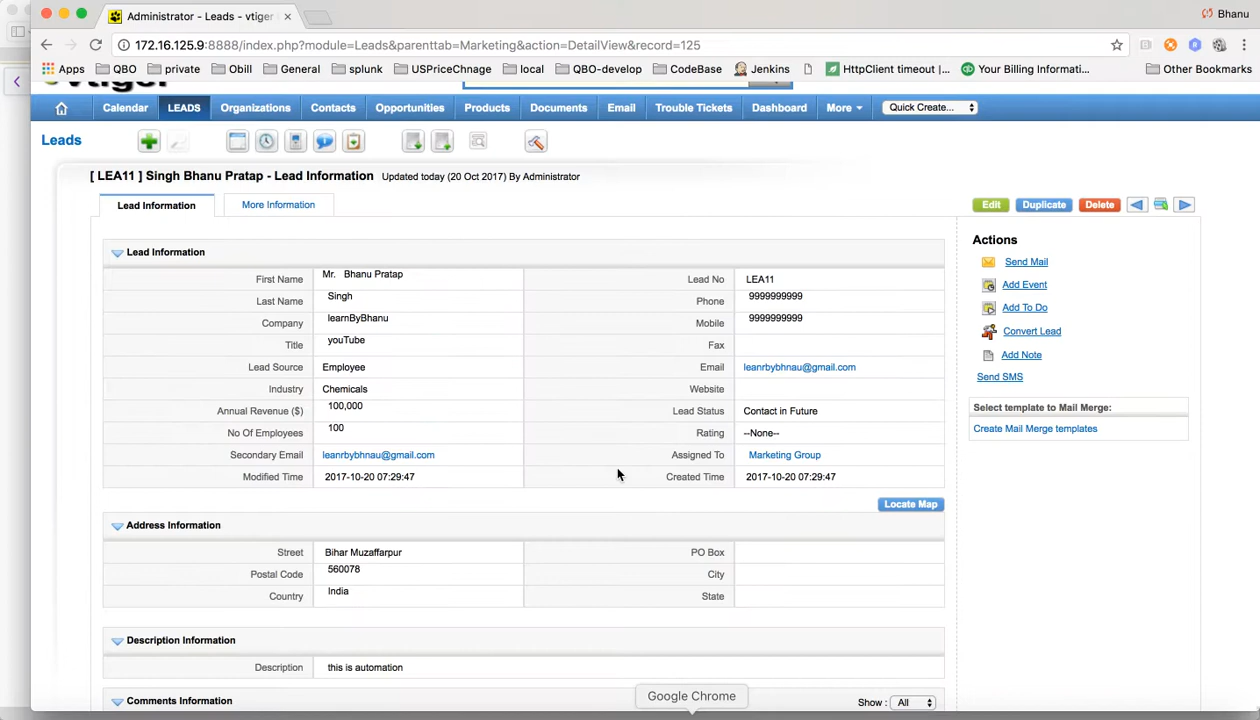 Administrator - Leads - vtiger
Bhanu
172.16.125.9:8888/index.php?module=Leads&parenttab=Marketing&action=DetailView&record=125
Apps QBO private Obill General splunk USPriceChnage local QBO-develop CodeBase Jenkins HttpClient timeout |... Your Billing Informati... Other Bookmarks
vtiger
Calendar LEADS Organizations Contacts Opportunities Products Documents Email Trouble Tickets Dashboard More Quick Create...
Leads
[ LEA11 ] Singh Bhanu Pratap - Lead Information Updated today (20 Oct 2017) By Administrator
Lead Information More Information Edit Duplicate Delete
Lead Information
First Name Mr. Bhanu Pratap Lead No LEA11
Last Name Singh Phone 9999999999
Company learnByBhanu Mobile 9999999999
Title youTube Fax
Lead Source Employee Email leanrbybhnau@gmail.com
Industry Chemicals Website
Annual Revenue ($) 100,000 Lead Status Contact in Future
No Of Employees 100 Rating --None--
Secondary Email leanrbybhnau@gmail.com Assigned To Marketing Group
Modified Time 2017-10-20 07:29:47 Created Time 2017-10-20 07:29:47
Locate Map
Address Information
Street Bihar Muzaffarpur PO Box
Postal Code 560078 City
Country India State
Description Information
Description this is automation
Comments Information Show : All
Google Chrome
Actions
Send Mail
Add Event
Add To Do
Convert Lead
Add Note
Send SMS
Select template to Mail Merge:
Create Mail Merge templates